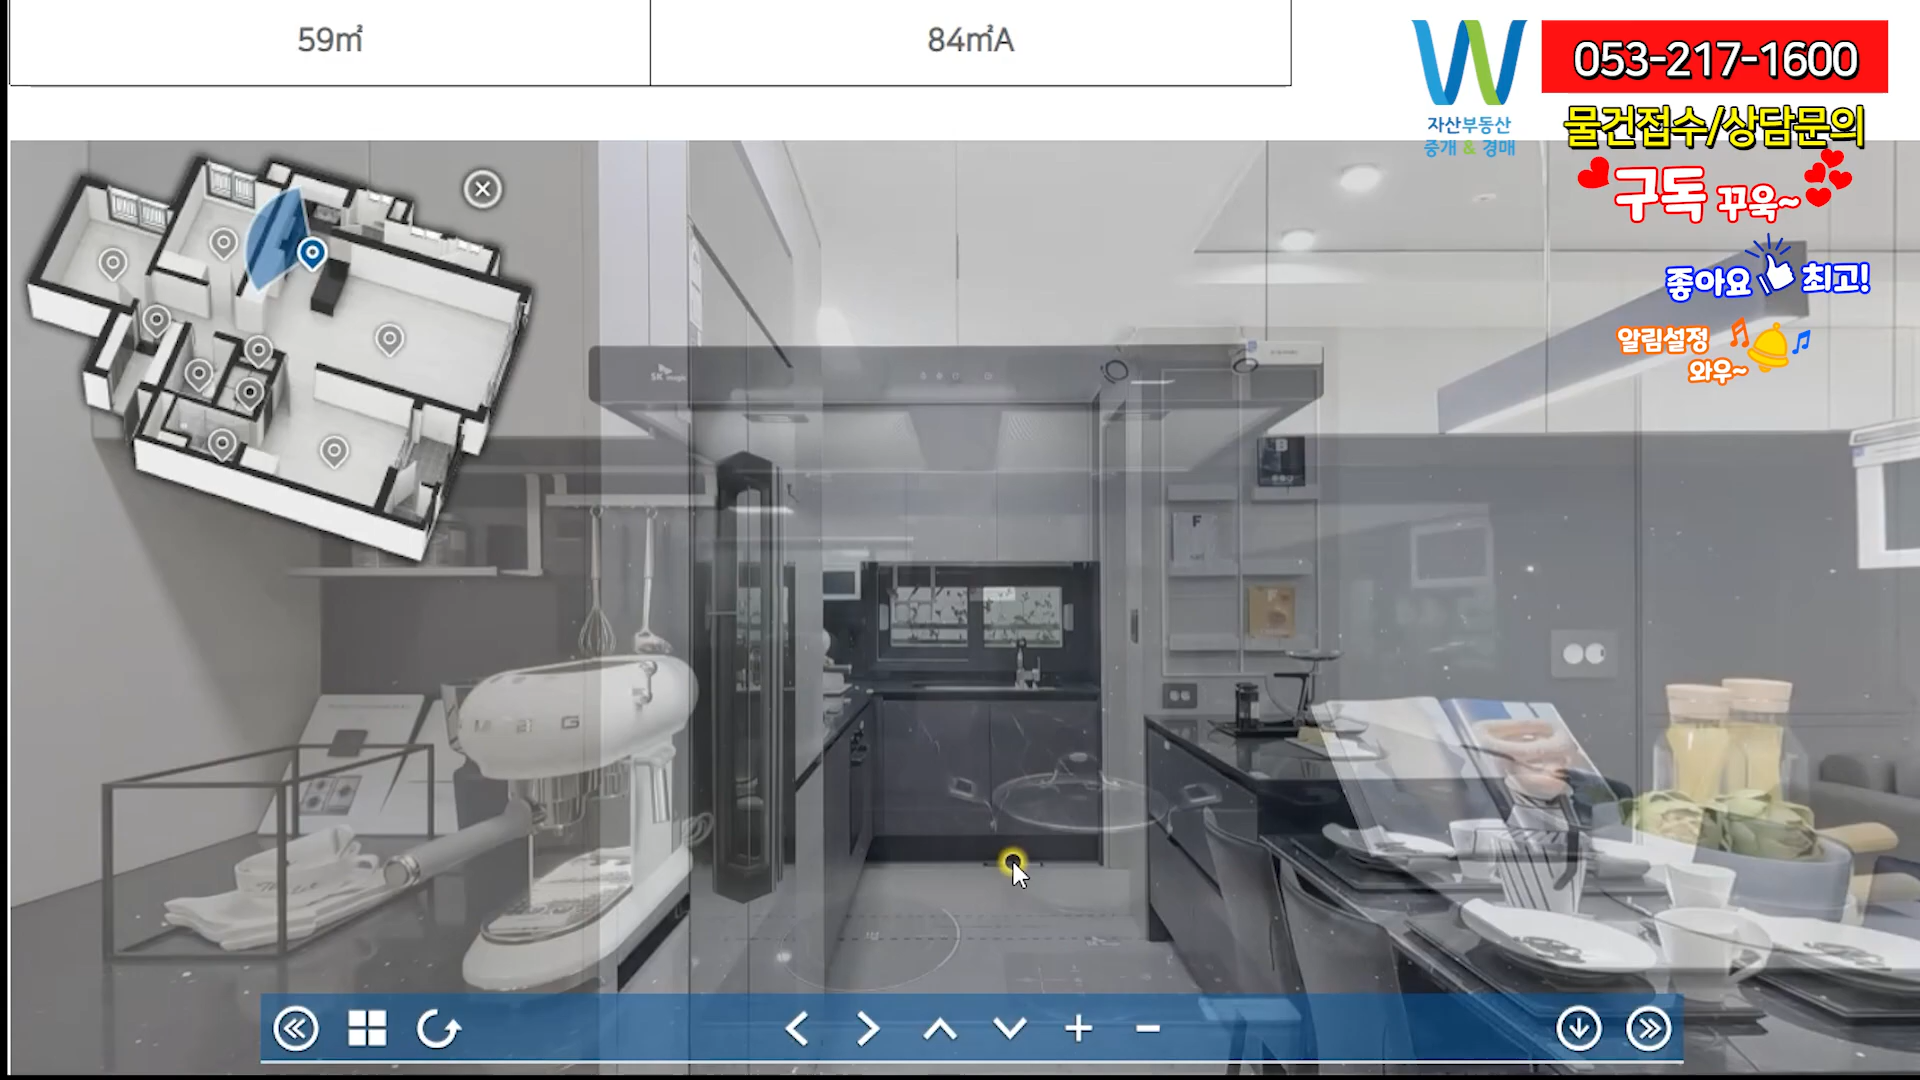 59㎡
84㎡A
053-217-1600
자산부동산
중개 & 경매
물건접수/상담문의
구독 꾸욱~
좋아요 최고!
알림설정
와우~
SK magic
B
F
SMEG